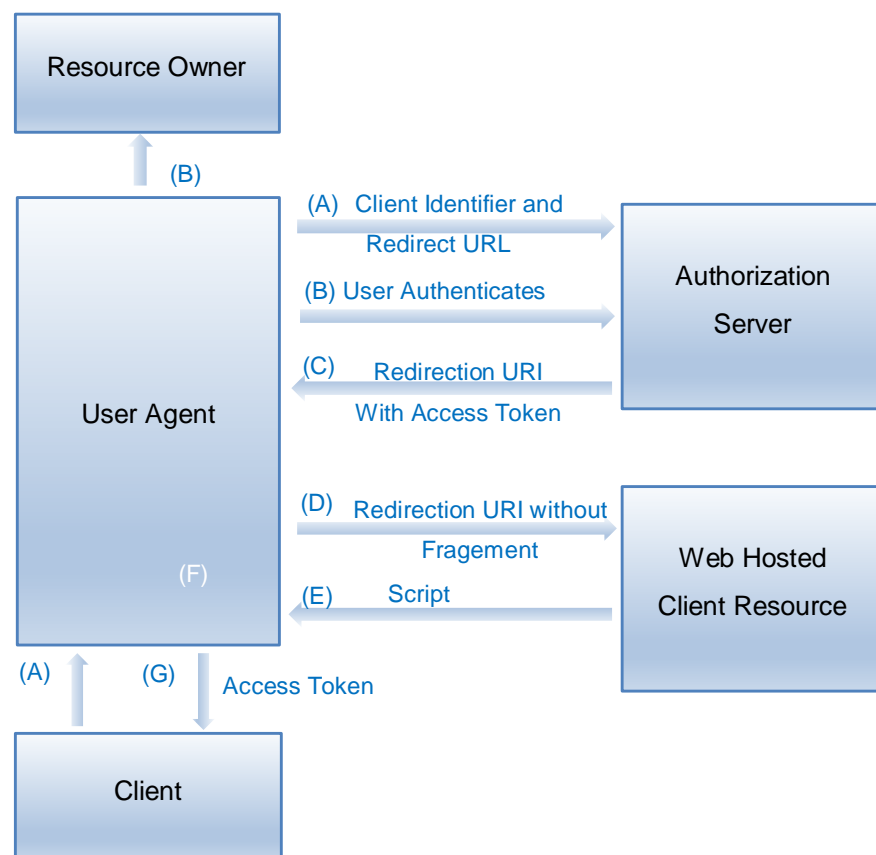 Resource Owner
(B)
(A) Client Identifier and
Redirect URL
(B) User Authenticates
(C) Redirection URI
With Access Token
Authorization
Server
User Agent
(D) Redirection URI without
Fragement
(E) Script
Web Hosted
Client Resource
(F)
(A)
(G)
Access Token
Client